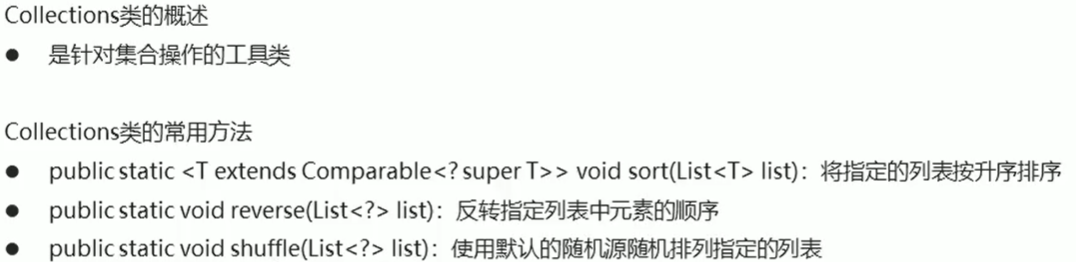 Collections类的概述
● 是针对集合操作的工具类
Collections类的常用方法
● public static <T extends Comparable<? super T>> void sort(List<T> list)：将指定的列表按升序排序
● public static void reverse(List<?> list)：反转指定列表中元素的顺序
● public static void shuffle(List<?> list)：使用默认的随机源随机排列指定的列表